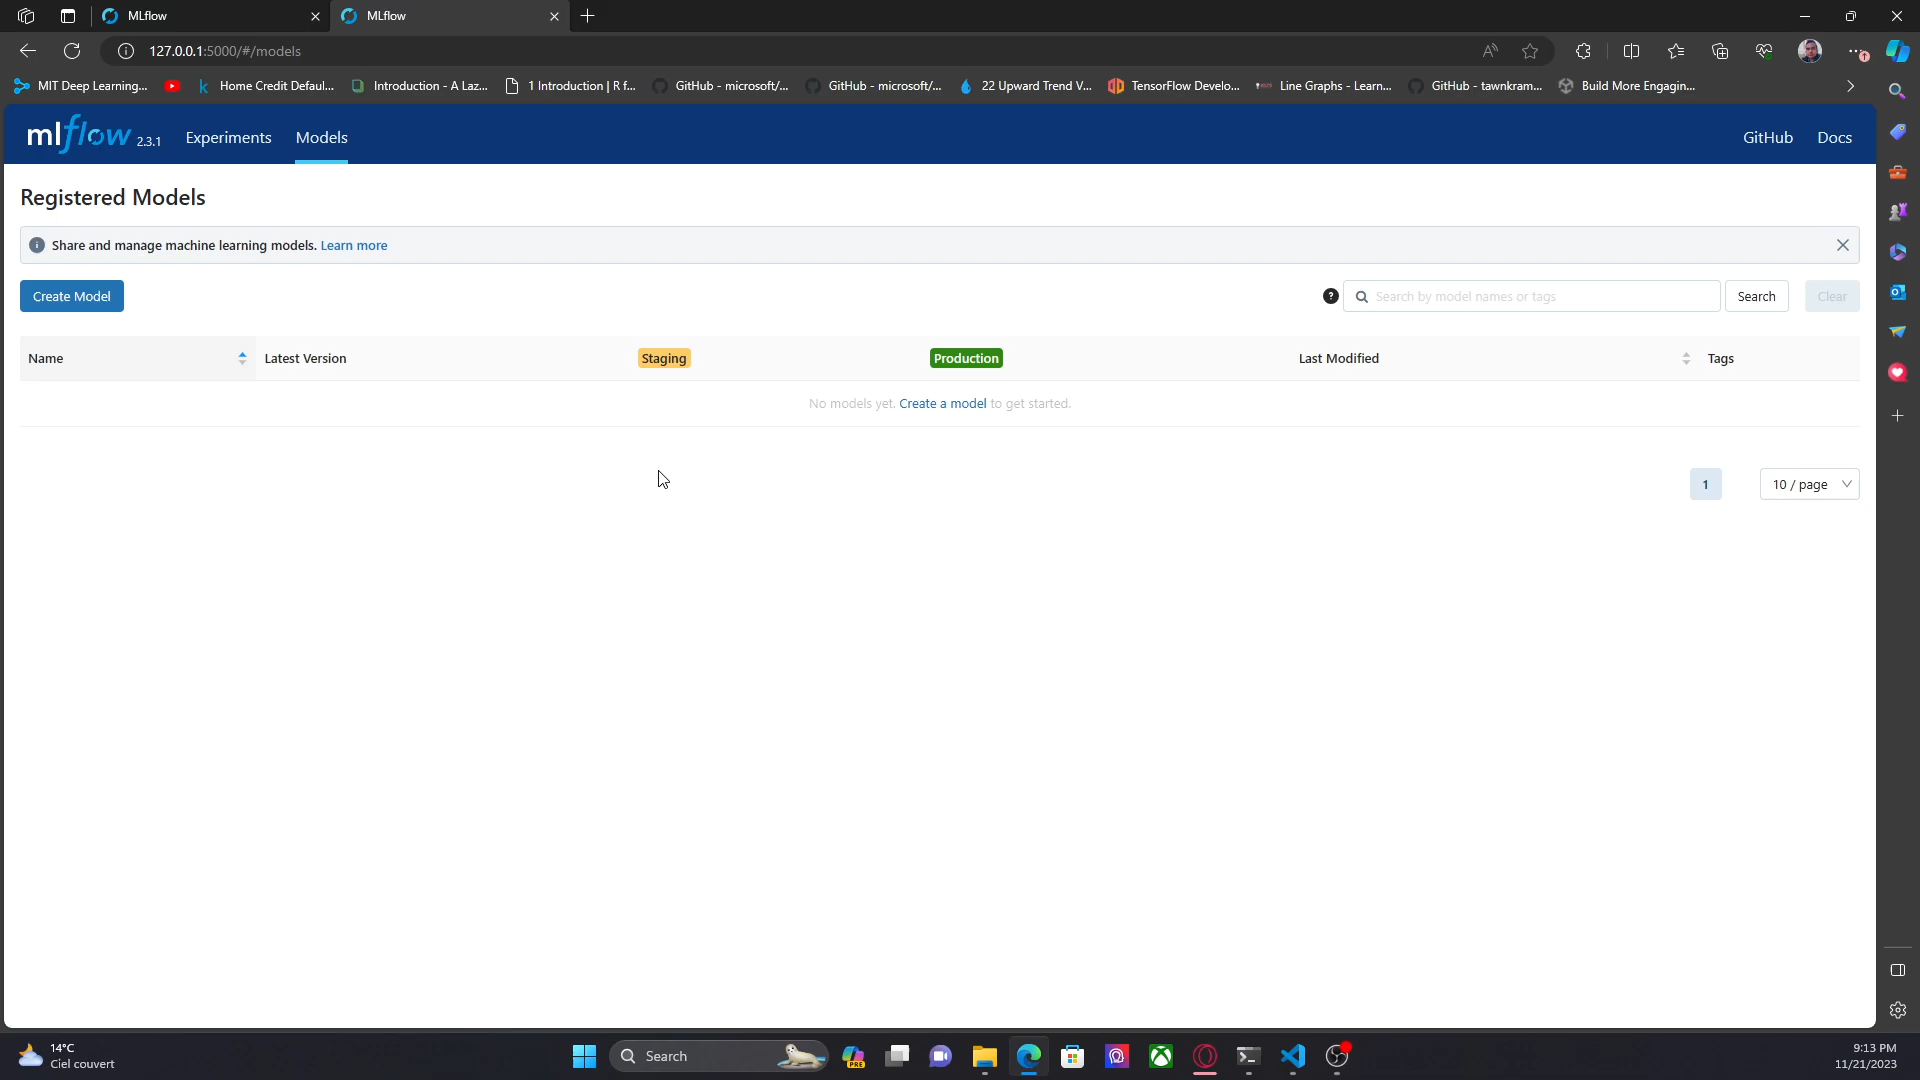 MLflow
MLflow
127.0.0.1:5000/#/models
MIT Deep Learning...
Home Credit Defaul...
Introduction - A Laz...
1 Introduction | R f...
GitHub - microsoft/...
GitHub - microsoft/...
22 Upward Trend V...
TensorFlow Develo...
Line Graphs - Learn...
GitHub - tawnkram...
Build More Engagin...
mlflow 2.3.1 Experiments Models GitHub Docs
Registered Models
Share and manage machine learning models. Learn more
Create Model
Search by model names or tags
Search
Clear
Name Latest Version Staging Production Last Modified Tags
No models yet. Create a model to get started.
1
10 / page
14°C
Ciel couvert
Search
PRE
9:13 PM
11/21/2023